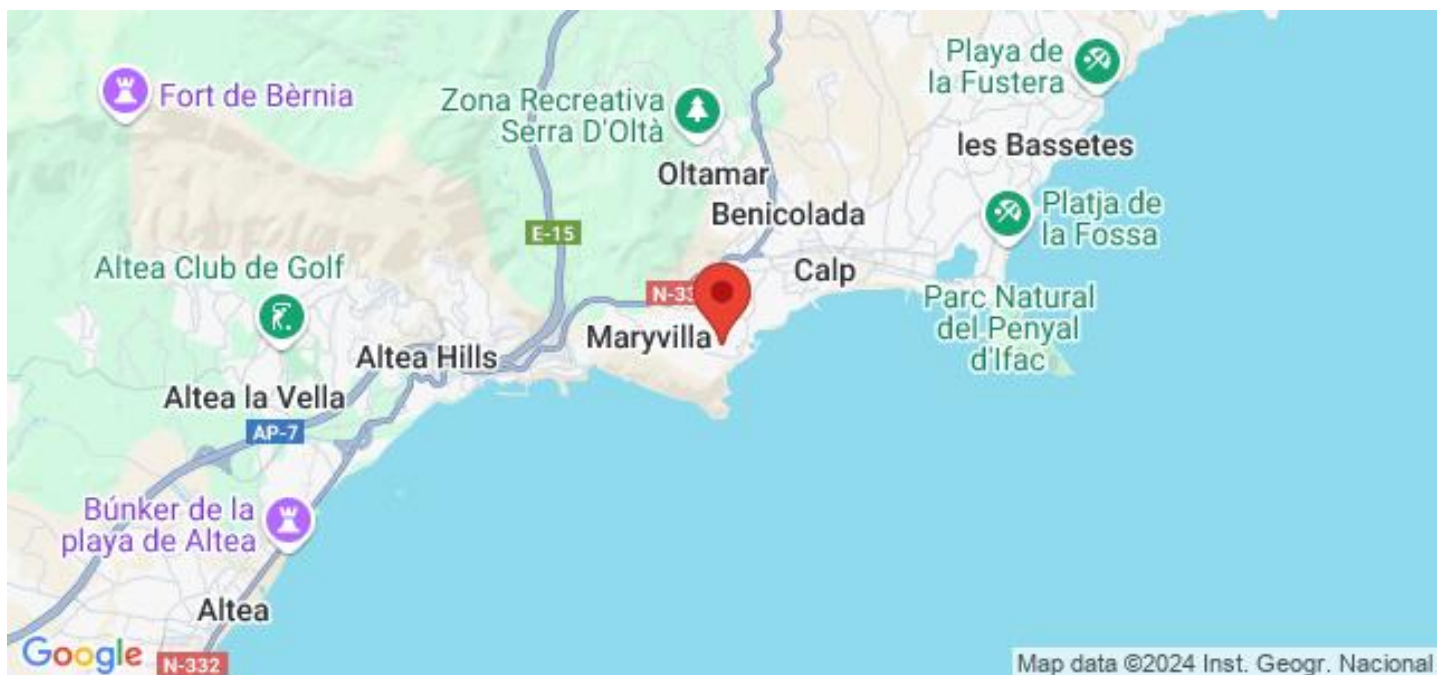 Playa de
la Fustera
Fort de Bèrnia
Zona Recreativa
Serra D'Oltà
les Bassetes
Oltamar
Benicolada
Platja de
la Fossa
E-15
Altea Club de Golf
Calp
N-33
Parc Natural
del Penyal
d'Ifac
Maryvilla
Altea Hills
Altea la Vella
AP-7
Búnker de la
playa de Altea
Altea
Google
N-332
Map data ©2024 Inst. Geogr. Nacional